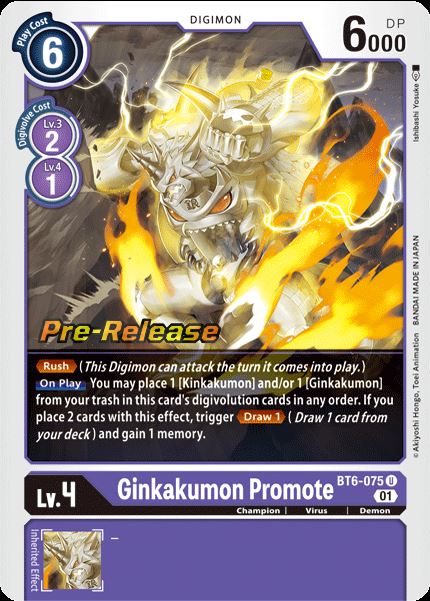 DIGIMON
Play Cost
6
DP
6000
Digivolve Cost
Lv.3
2
Lv.4
1
Ishibashi Yosuke
Pre-Release
Rush (This Digimon can attack the turn it comes into play.)
On Play You may place 1 [Kinkakumon] and/or 1 [Ginkakumon]
from your trash in this card's digivolution cards in any order. If you
place 2 cards with this effect, trigger Draw 1 ( Draw 1 card from
your deck ) and gain 1 memory.
© Akiyoshi Hongo, Toei Animation BANDAI MADE IN JAPAN
Lv.4
Ginkakumon Promote
BT6-075 U
01
Champion | Virus | Demon
Inherited Effect
–